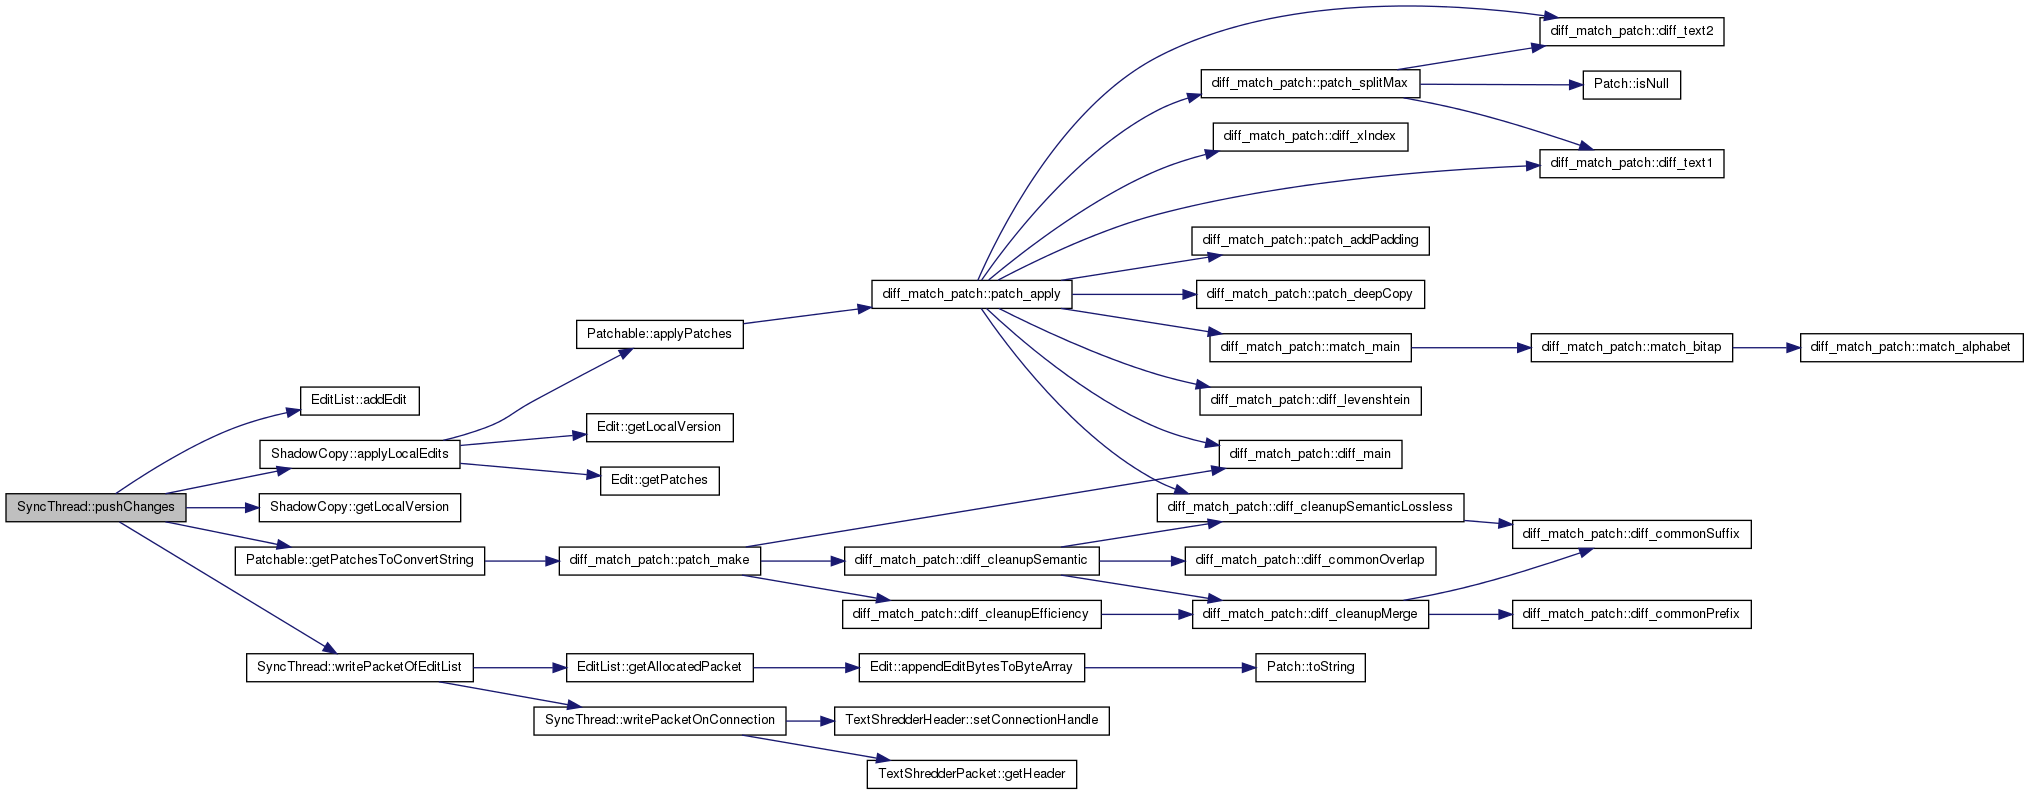 diff_match_patch::diff_text2
diff_match_patch::patch_splitMax
Patch::isNull
diff_match_patch::diff_xIndex
diff_match_patch::diff_text1
diff_match_patch::patch_addPadding
diff_match_patch::patch_apply
diff_match_patch::patch_deepCopy
Patchable::applyPatches
diff_match_patch::match_main
diff_match_patch::match_bitap
diff_match_patch::match_alphabet
EditList::addEdit
diff_match_patch::diff_levenshtein
Edit::getLocalVersion
ShadowCopy::applyLocalEdits
diff_match_patch::diff_main
Edit::getPatches
SyncThread::pushChanges
ShadowCopy::getLocalVersion
diff_match_patch::diff_cleanupSemanticLossless
diff_match_patch::diff_commonSuffix
Patchable::getPatchesToConvertString
diff_match_patch::patch_make
diff_match_patch::diff_cleanupSemantic
diff_match_patch::diff_commonOverlap
diff_match_patch::diff_cleanupEfficiency
diff_match_patch::diff_cleanupMerge
diff_match_patch::diff_commonPrefix
SyncThread::writePacketOfEditList
EditList::getAllocatedPacket
Edit::appendEditBytesToByteArray
Patch::toString
SyncThread::writePacketOnConnection
TextShredderHeader::setConnectionHandle
TextShredderPacket::getHeader